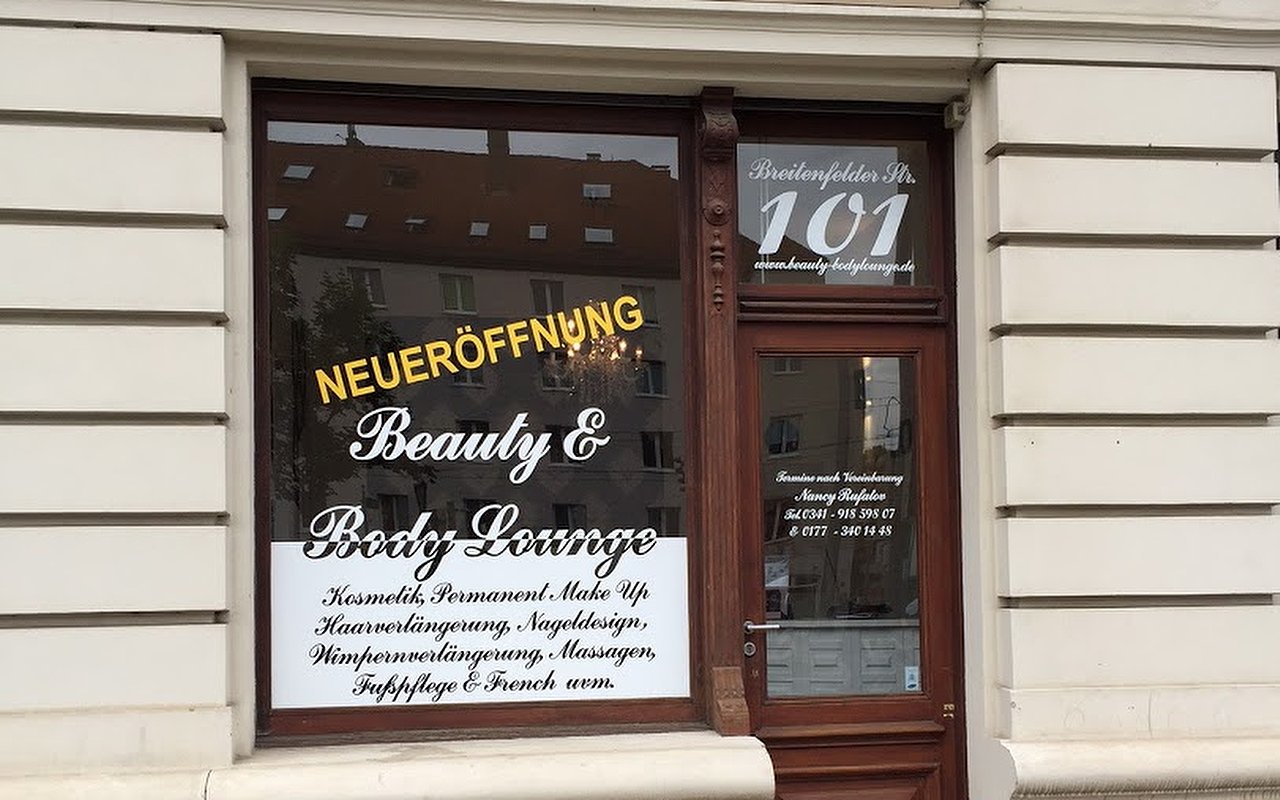 NEUERÖFFNUNG
Beauty &
Body Lounge
Kosmetik, Permanent Make Up
Haarverlängerung, Nageldesign,
Wimpernverlängerung, Massagen,
Fußpflege & French uvm.
Breitenfelder Str.
101
www.beauty-bodylounge.de
Termine nach Vereinbarung
Nancy Rufatov
Tel. 0341 - 918 598 07
& 0177 - 340 14 48